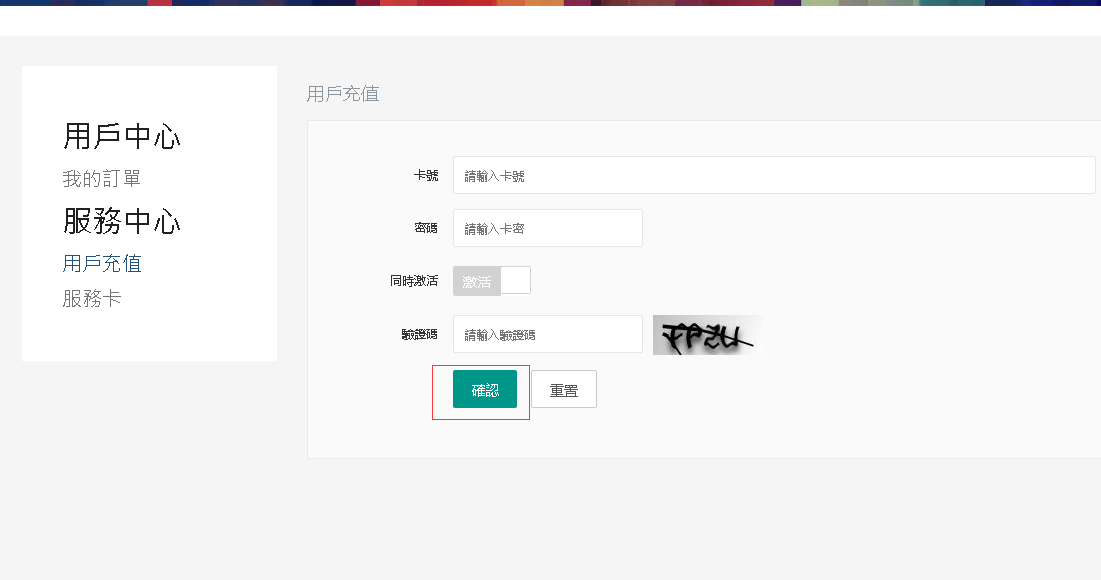 用戶中心
我的訂單
服務中心
用戶充值
服務卡
用戶充值
卡號 請輸入卡號
密碼 請輸入卡密
同時激活 激活
驗證碼 請輸入驗證碼
確認 重置